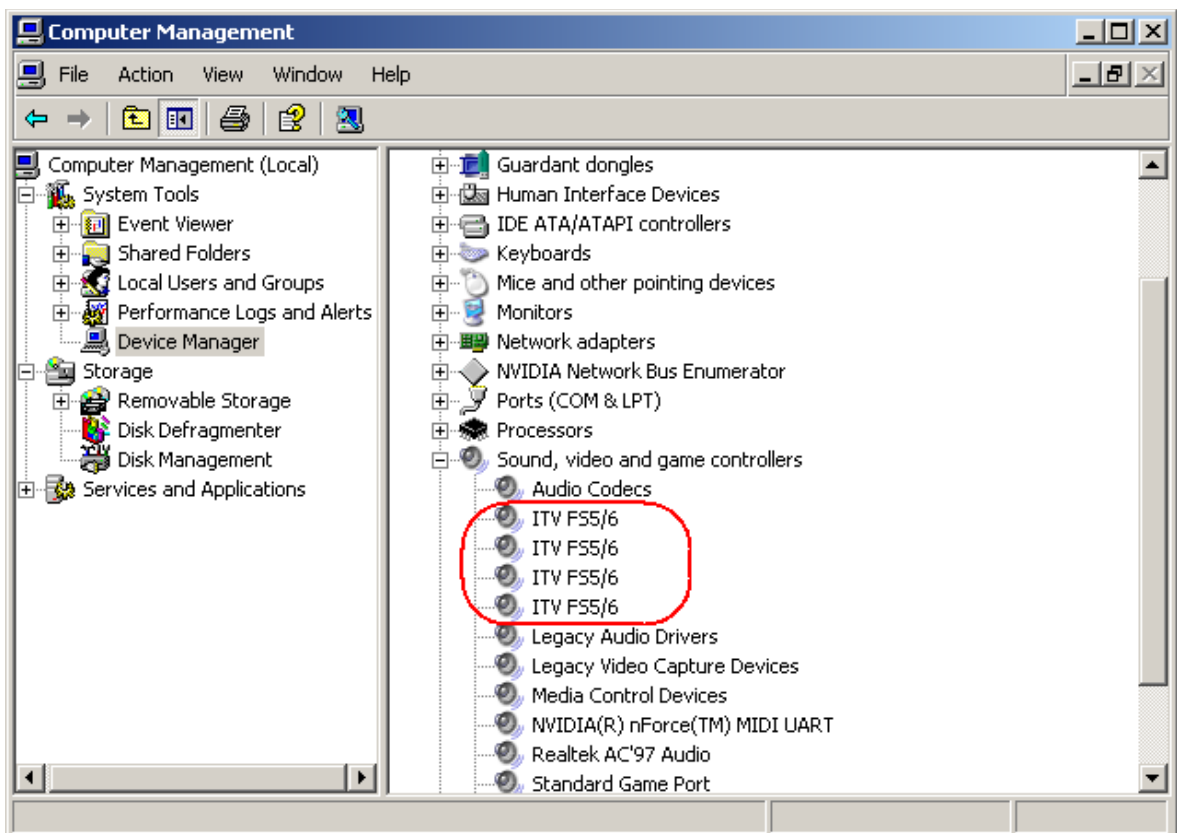 Computer Management
File Action View Window Help
Computer Management (Local)
System Tools
Event Viewer
Shared Folders
Local Users and Groups
Performance Logs and Alerts
Device Manager
Storage
Removable Storage
Disk Defragmenter
Disk Management
Services and Applications
Guardant dongles
Human Interface Devices
IDE ATA/ATAPI controllers
Keyboards
Mice and other pointing devices
Monitors
Network adapters
NVIDIA Network Bus Enumerator
Ports (COM & LPT)
Processors
Sound, video and game controllers
Audio Codecs
ITV FS5/6
ITV FS5/6
ITV FS5/6
ITV FS5/6
Legacy Audio Drivers
Legacy Video Capture Devices
Media Control Devices
NVIDIA(R) nForce(TM) MIDI UART
Realtek AC'97 Audio
Standard Game Port